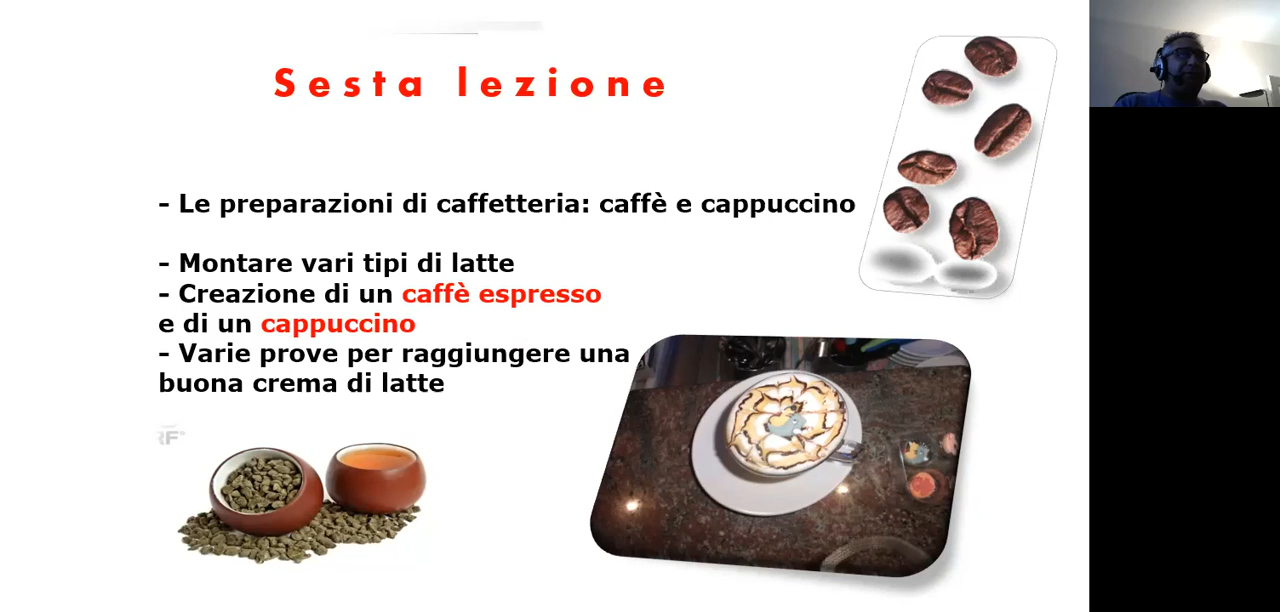 Sesta lezione
- Le preparazioni di caffetteria: caffè e cappuccino
- Montare vari tipi di latte
- Creazione di un caffè espresso
e di un cappuccino
- Varie prove per raggiungere una
buona crema di latte
RF